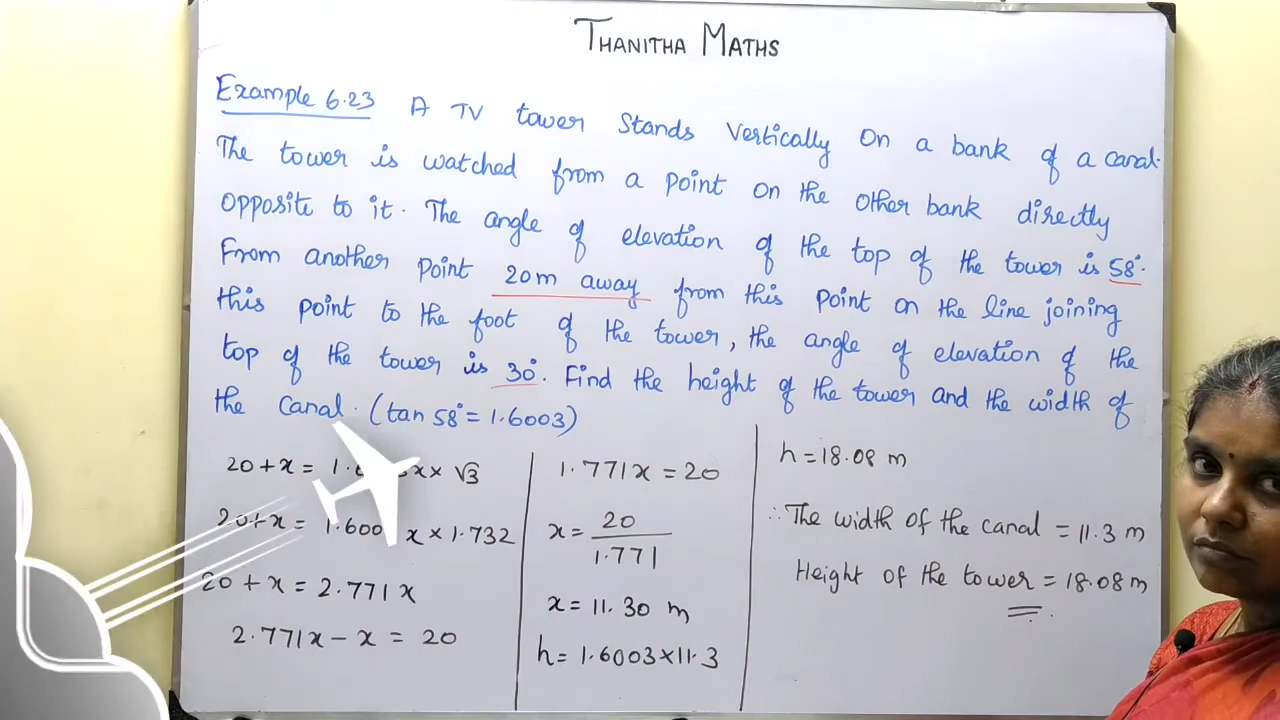 THANITHA MATHS
Example 6.23 A TV tower Stands Vertically On a bank of a canal.
The tower is watched from a point on the other bank directly
opposite to it. The angle of elevation of the top of the tower is 58°.
From another point 20m away from this point on the line joining
this point to the foot of the tower, the angle of elevation of the
top of the tower is 30°. Find the height of the tower and the width of
the canal. (tan 58° = 1.6003)
20+x = x× √3
20+x = 1.600 x × 1.732
20 + x = 2.771 x
2.771x – x = 20
1.771x = 20
x = 20/1.771
x = 11.30 m
h = 1.6003×11.3
h = 18.08 m
∴ The width of the canal = 11.3 m
Height of the tower = 18.08 m